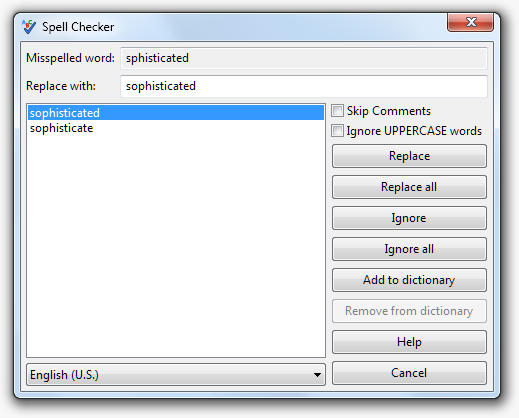 Spell Checker
Misspelled word: sphisticated
Replace with: sophisticated
sophisticated
sophisticate
Skip Comments
Ignore UPPERCASE words
Replace
Replace all
Ignore
Ignore all
Add to dictionary
Remove from dictionary
Help
English (U.S.)
Cancel